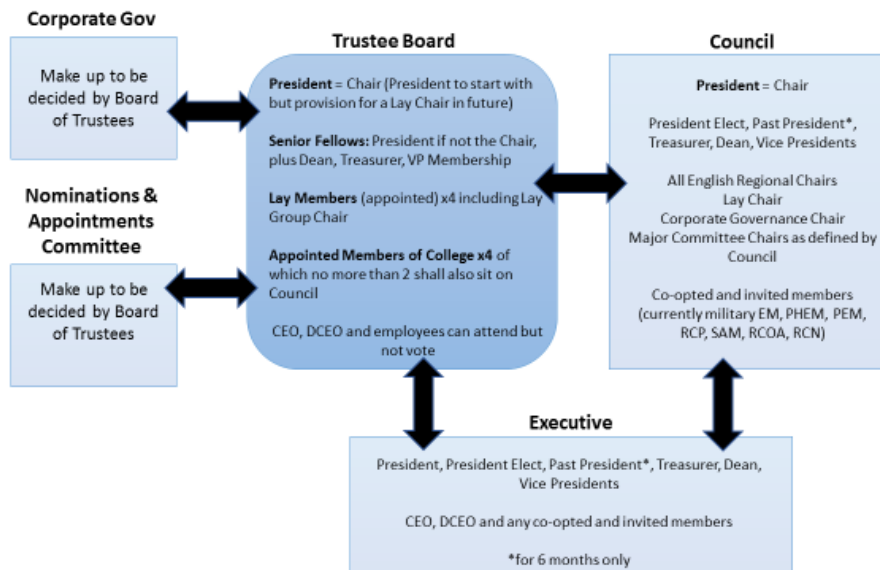 Corporate Gov
Make up to be
decided by Board
of Trustees
Nominations &
Appointments
Committee
Make up to be
decided by Board
of Trustees
Trustee Board
President = Chair (President to start with
but provision for a Lay Chair in future)
Senior Fellows: President if not the Chair,
plus Dean, Treasurer, VP Membership
Lay Members (appointed) x4 including Lay
Group Chair
Appointed Members of College x4 of
which no more than 2 shall also sit on
Council
CEO, DCEO and employees can attend but
not vote
Council
President = Chair
President Elect, Past President*,
Treasurer, Dean, Vice Presidents
All English Regional Chairs
Lay Chair
Corporate Governance Chair
Major Committee Chairs as defined by
Council
Co-opted and invited members
(currently military EM, PHEM, PEM,
RCP, SAM, RCOA, RCN)
Executive
President, President Elect, Past President*, Treasurer, Dean,
Vice Presidents
CEO, DCEO and any co-opted and invited members
*for 6 months only